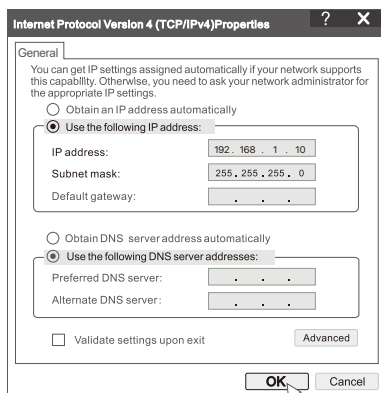 Internet Protocol Version 4 (TCP/IPv4)Properties ? X
General
You can get IP settings assigned automatically if your network supports
this capability. Otherwise, you need to ask your network administrator for
the appropriate IP settings.
Obtain an IP address automatically
Use the following IP address:
IP address: 192. 168 . 1 . 10
Subnet mask: 255. 255. 255. 0
Default gateway: . . .
Obtain DNS server address automatically
Use the following DNS server addresses:
Preferred DNS server: . . .
Alternate DNS server: . . .
Validate settings upon exit Advanced
OK Cancel